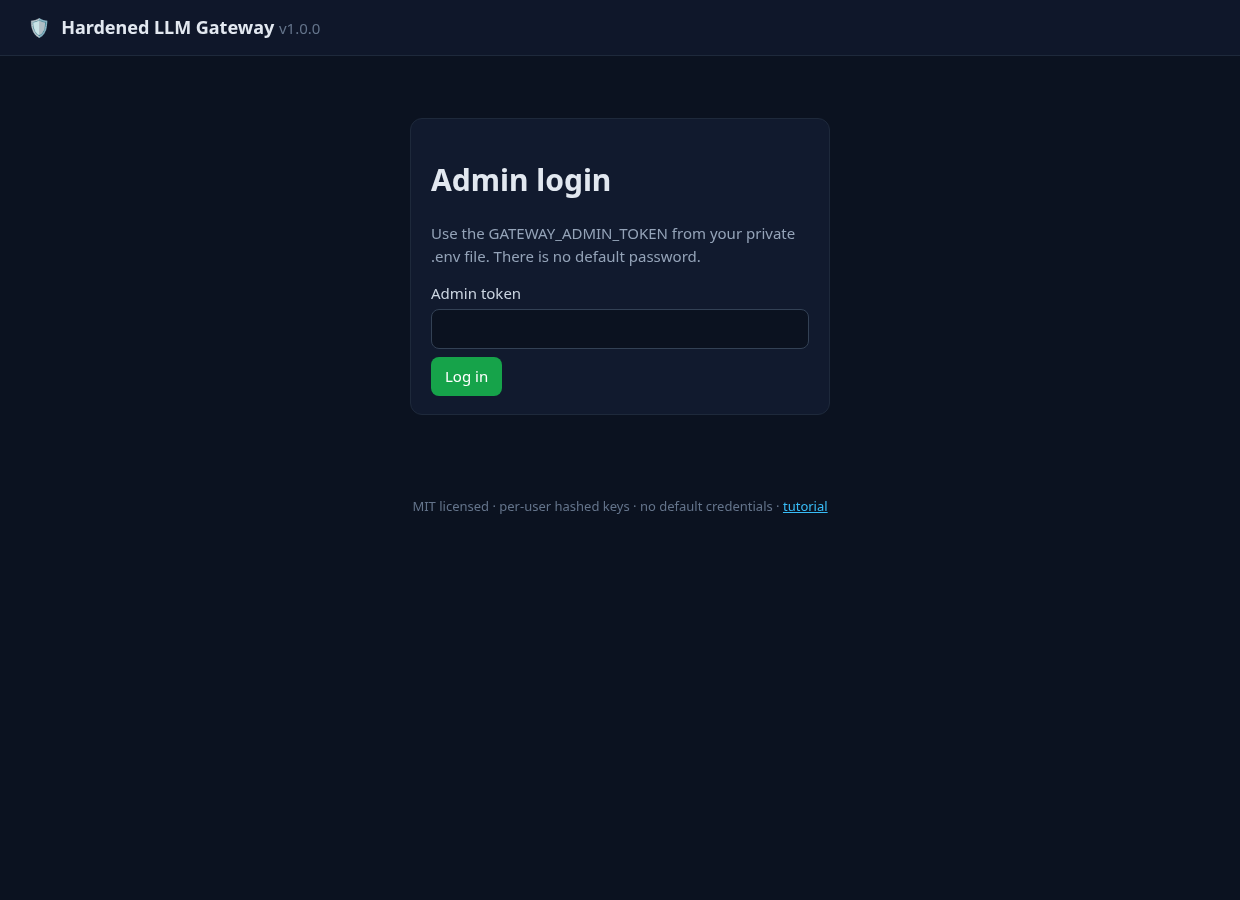 Hardened LLM Gateway v1.0.0
Admin login
Use the GATEWAY_ADMIN_TOKEN from your private
.env file. There is no default password.
Admin token
Log in
MIT licensed · per-user hashed keys · no default credentials · tutorial